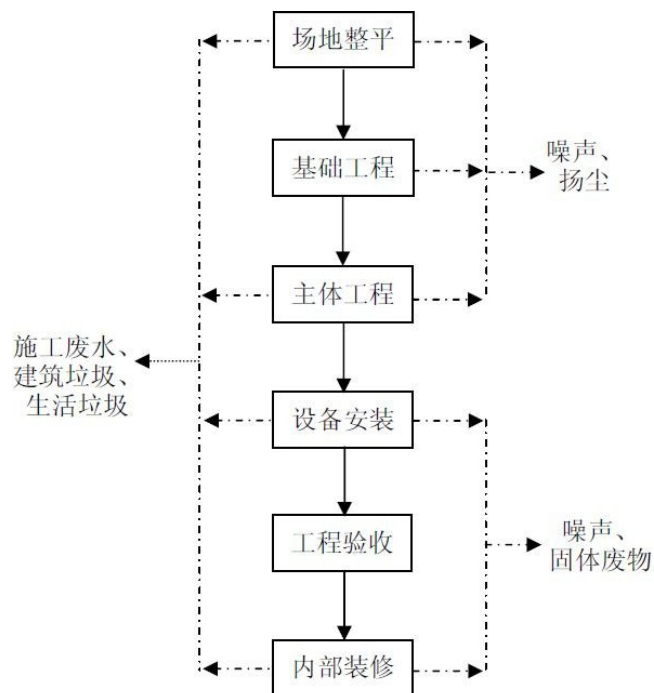 场地整平
基础工程
噪声、
扬尘
主体工程
施工废水、
建筑垃圾、
生活垃圾
设备安装
工程验收
噪声、
固体废物
内部装修